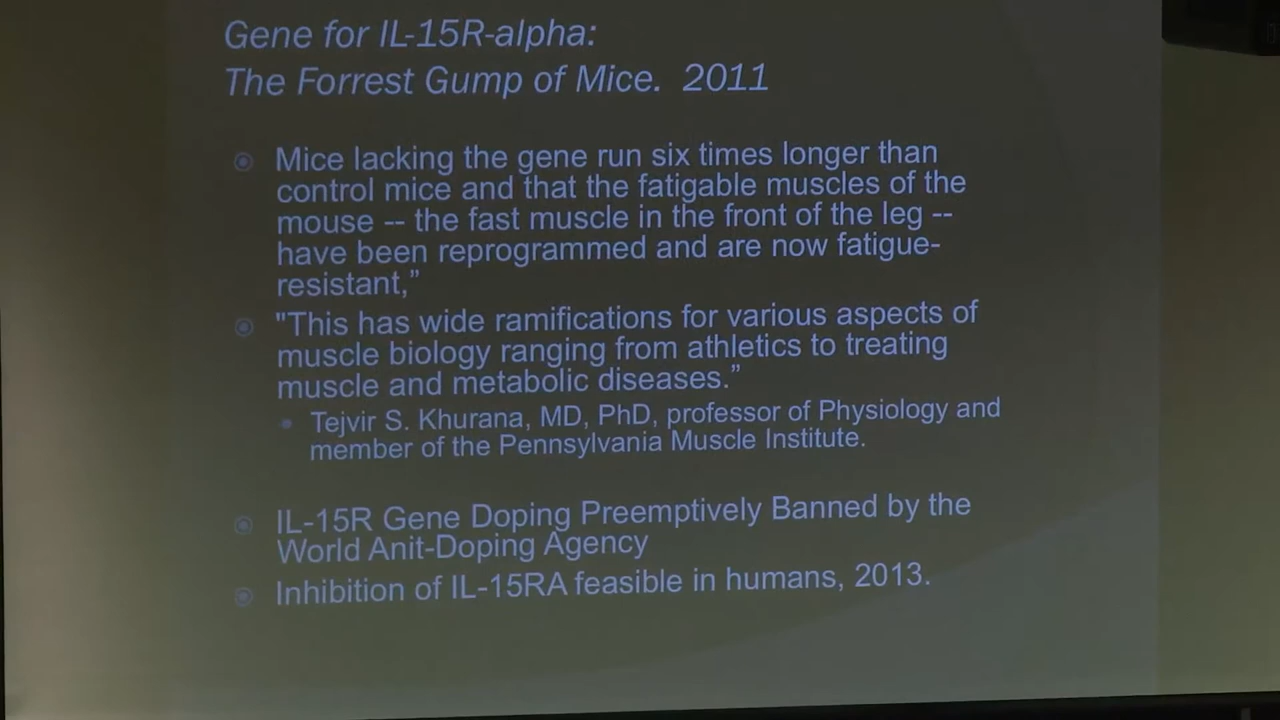 Gene for IL-15R-alpha:
The Forrest Gump of Mice. 2011
Mice lacking the gene run six times longer than
control mice and that the fatigable muscles of the
mouse -- the fast muscle in the front of the leg --
have been reprogrammed and are now fatigue-
resistant,”
"This has wide ramifications for various aspects of
muscle biology ranging from athletics to treating
muscle and metabolic diseases.”
Tejvir S. Khurana, MD, PhD, professor of Physiology and
member of the Pennsylvania Muscle Institute.
IL-15R Gene Doping Preemptively Banned by the
World Anit-Doping Agency
Inhibition of IL-15RA feasible in humans, 2013.